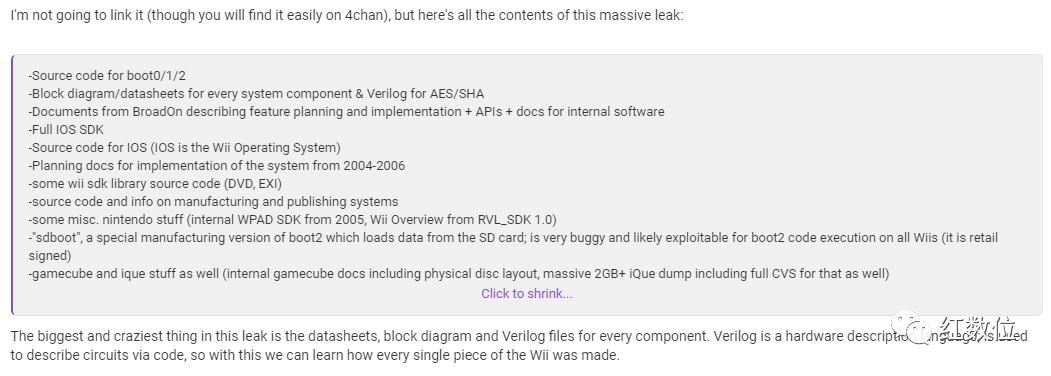 I'm not going to link it (though you will find it easily on 4chan), but here's all the contents of this massive leak:
-Source code for boot0/1/2
-Block diagram/datasheets for every system component & Verilog for AES/SHA
-Documents from BroadOn describing feature planning and implementation + APIs + docs for internal software
-Full IOS SDK
-Source code for IOS (IOS is the Wii Operating System)
-Planning docs for implementation of the system from 2004-2006
-some wii sdk library source code (DVD, EXI)
-source code and info on manufacturing and publishing systems
-some misc. nintendo stuff (internal WPAD SDK from 2005, Wii Overview from RVL_SDK 1.0)
-"sdboot", a special manufacturing version of boot2 which loads data from the SD card; is very buggy and likely exploitable for boot2 code execution on all Wiis (it is retail
signed)
-gamecube and ique stuff as well (internal gamecube docs including physical disc layout, massive 2GB+ iQue dump including full CVS for that as well)
Click to shrink...
The biggest and craziest thing in this leak is the datasheets, block diagram and Verilog files for every component. Verilog is a hardware description language, is used
to describe circuits via code, so with this we can learn how every single piece of the Wii was made.
红数位